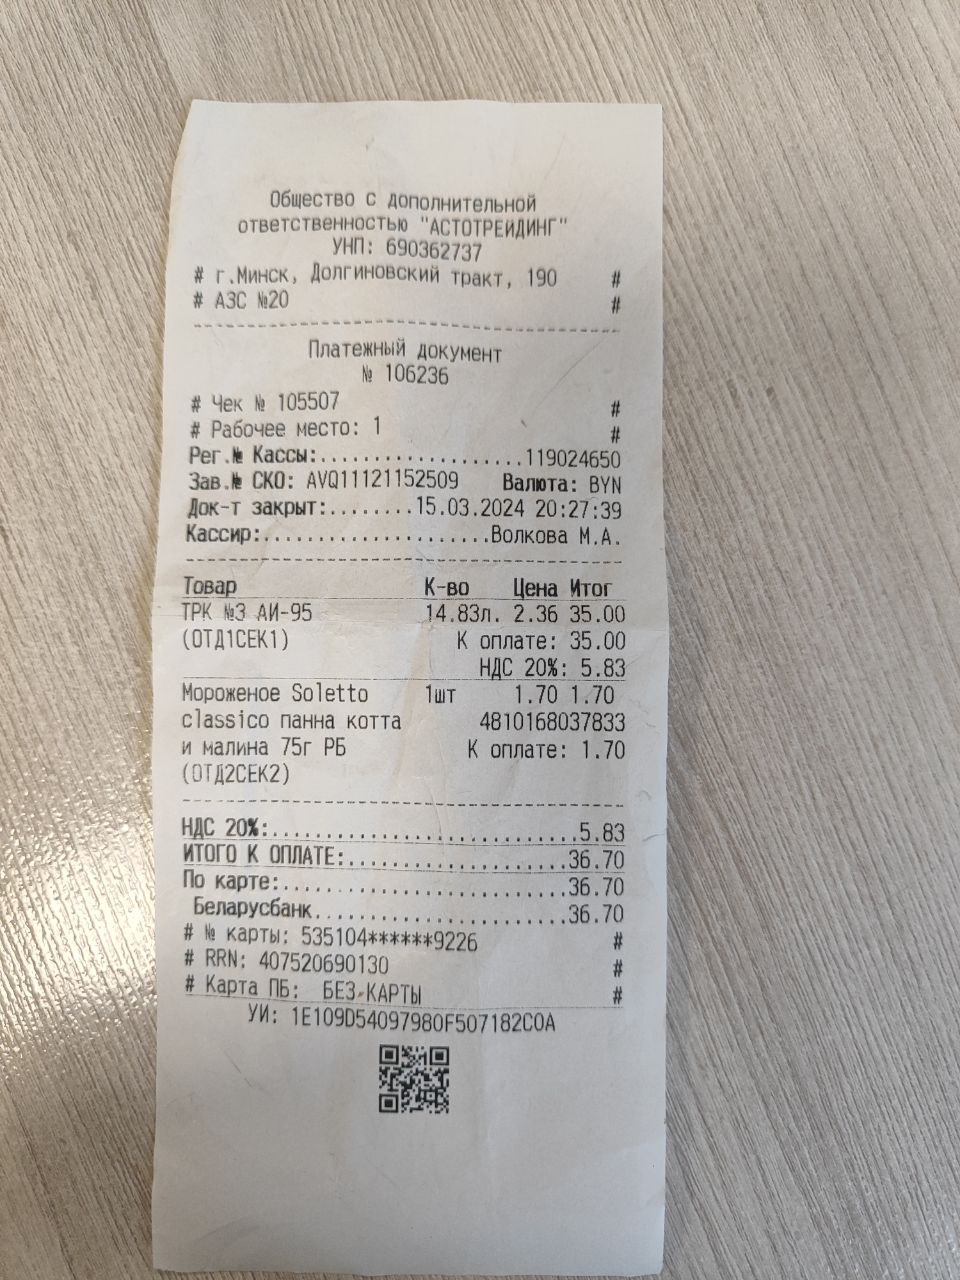 Общество с дополнительной
ответственностью "АСТОТРЕЙДИНГ"
УНП: 690362737
# г.Минск, Долгиновский тракт, 190 #
# АЗС №20 #
Платежный документ
№ 106236
# Чек № 105507 #
# Рабочее место: 1 #
Рег.№ Кассы:...................119024650
Зав.№ СКО: AVQ11121152509 Валюта: BYN
Док-т закрыт:........15.03.2024 20:27:39
Кассир:......................Волкова М.А.
Товар К-во Цена Итог
ТРК №3 АИ-95 14.83л. 2.36 35.00
(ОТД1СЕК1) К оплате: 35.00
НДС 20%: 5.83
Мороженое Soletto 1шт 1.70 1.70
classico панна котта 4810168037833
и малина 75г РБ К оплате: 1.70
(ОТД2СЕК2)
НДС 20%:.............................5.83
ИТОГО К ОПЛАТЕ:.....................36.70
По карте:...........................36.70
Беларусбанк........................36.70
# № карты: 535104******9226 #
# RRN: 407520690130 #
# Карта ПБ: БЕЗ-КАРТЫ #
УИ: 1E109D54097980F507182C0A